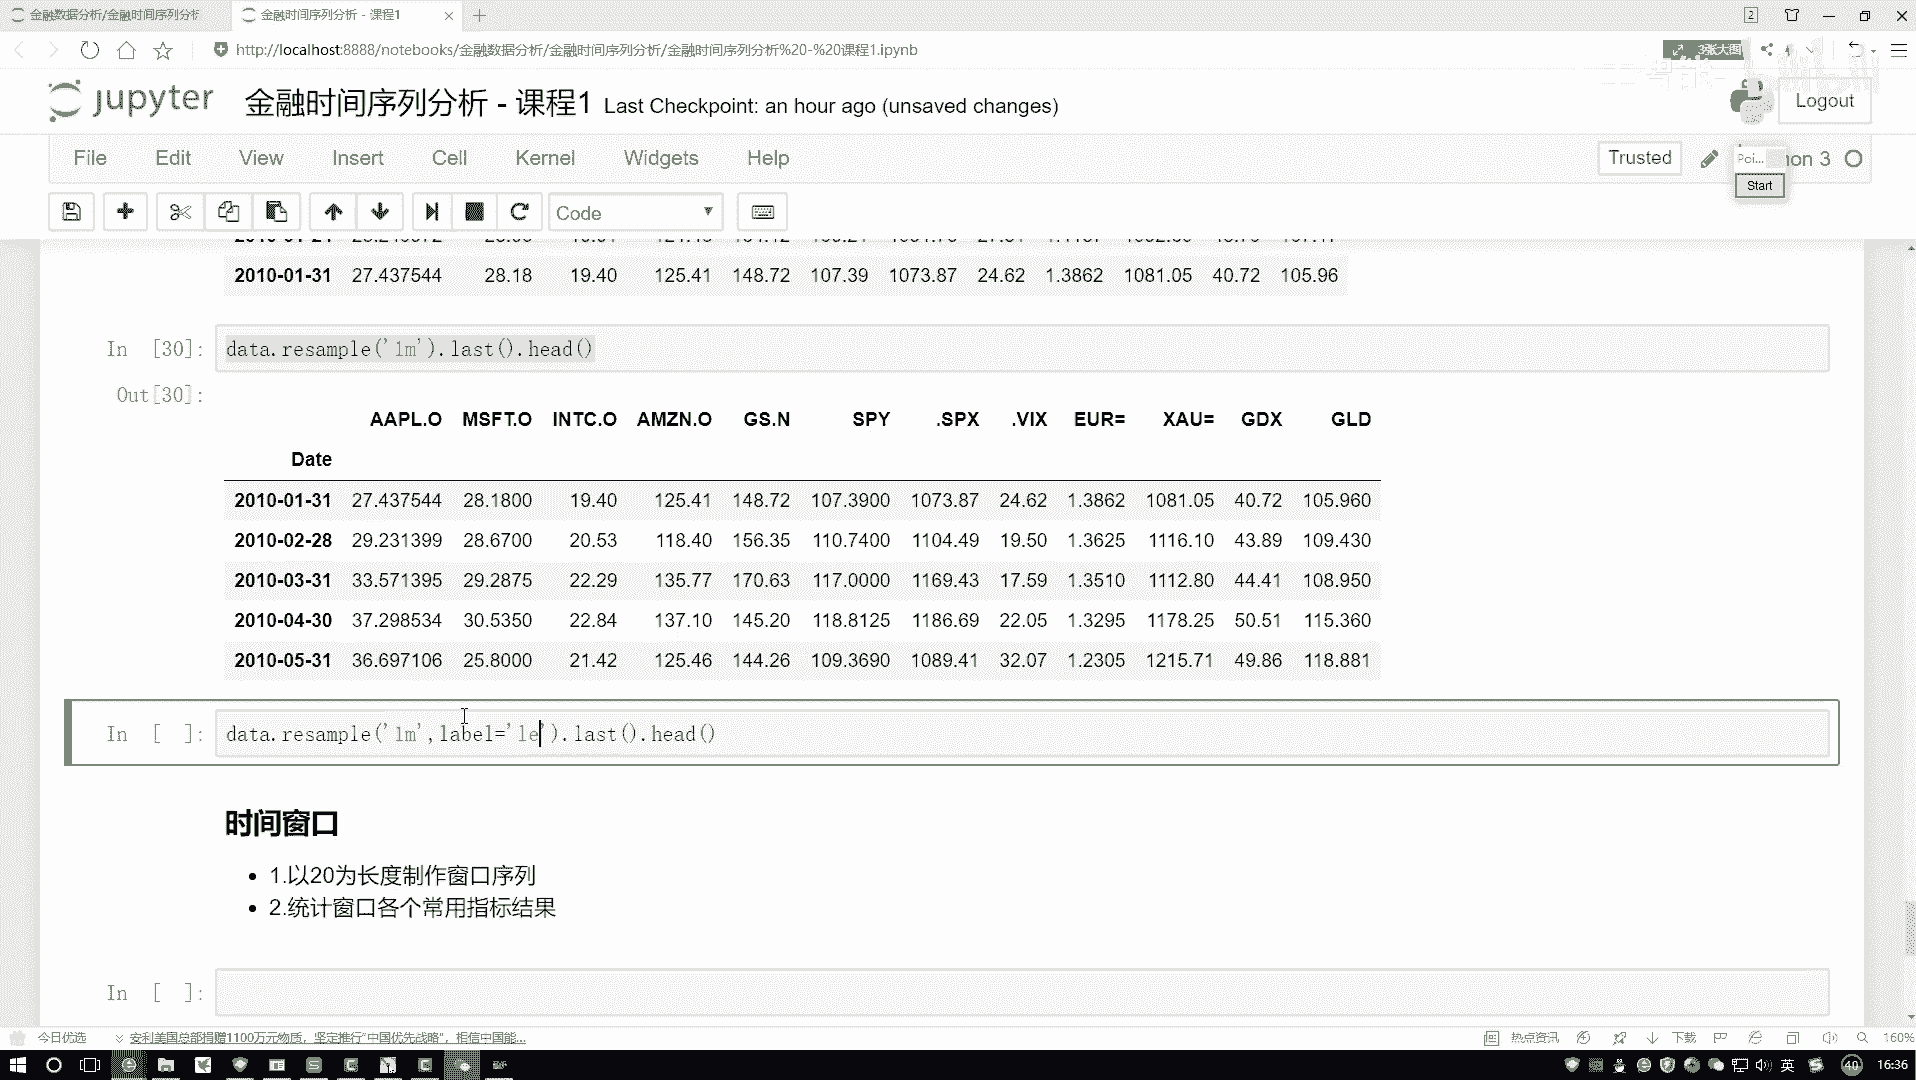 金融数据分析/金融时间序列分析
金融时间序列分析 - 课程1
2
http://localhost:8888/notebooks/金融数据分析/金融时间序列分析/金融时间序列分析%20-%20课程1.ipynb
3张大图
jupyter 金融时间序列分析 - 课程1 Last Checkpoint: an hour ago (unsaved changes)
Logout
File Edit View Insert Cell Kernel Widgets Help
Trusted
Poi...
hon 3
Start
Code
2010-01-31 27.437544 28.18 19.40 125.41 148.72 107.39 1073.87 24.62 1.3862 1081.05 40.72 105.96
In [30]: data.resample('1m').last().head()
Out[30]:
AAPL.O MSFT.O INTC.O AMZN.O GS.N SPY .SPX .VIX EUR= XAU= GDX GLD
Date
2010-01-31 27.437544 28.1800 19.40 125.41 148.72 107.3900 1073.87 24.62 1.3862 1081.05 40.72 105.960
2010-02-28 29.231399 28.6700 20.53 118.40 156.35 110.7400 1104.49 19.50 1.3625 1116.10 43.89 109.430
2010-03-31 33.571395 29.2875 22.29 135.77 170.63 117.0000 1169.43 17.59 1.3510 1112.80 44.41 108.950
2010-04-30 37.298534 30.5350 22.84 137.10 145.20 118.8125 1186.69 22.05 1.3295 1178.25 50.51 115.360
2010-05-31 36.697106 25.8000 21.42 125.46 144.26 109.3690 1089.41 32.07 1.2305 1215.71 49.86 118.881
In [ ]: data.resample('1m',label='le').last().head()
时间窗口
1.以20为长度制作窗口序列
2.统计窗口各个常用指标结果
In [ ]:
今日优选
安利美国总部捐赠1100万元物质，坚定推行“中国优先战略”，相信中国能...
热点资讯
下载
160%
英
40
16:36